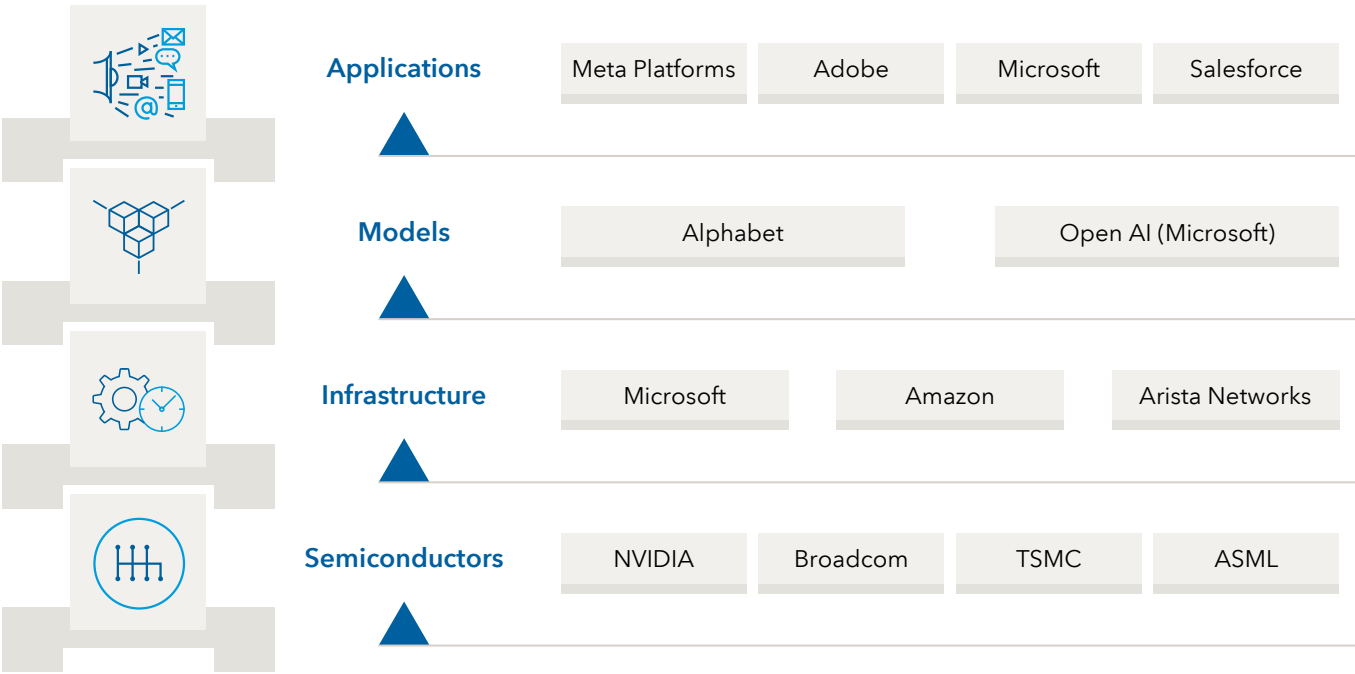 Applications
Meta Platforms
Adobe
Microsoft
Salesforce
Models
Alphabet
Open AI (Microsoft)
Infrastructure
Microsoft
Amazon
Arista Networks
Semiconductors
NVIDIA
Broadcom
TSMC
ASML